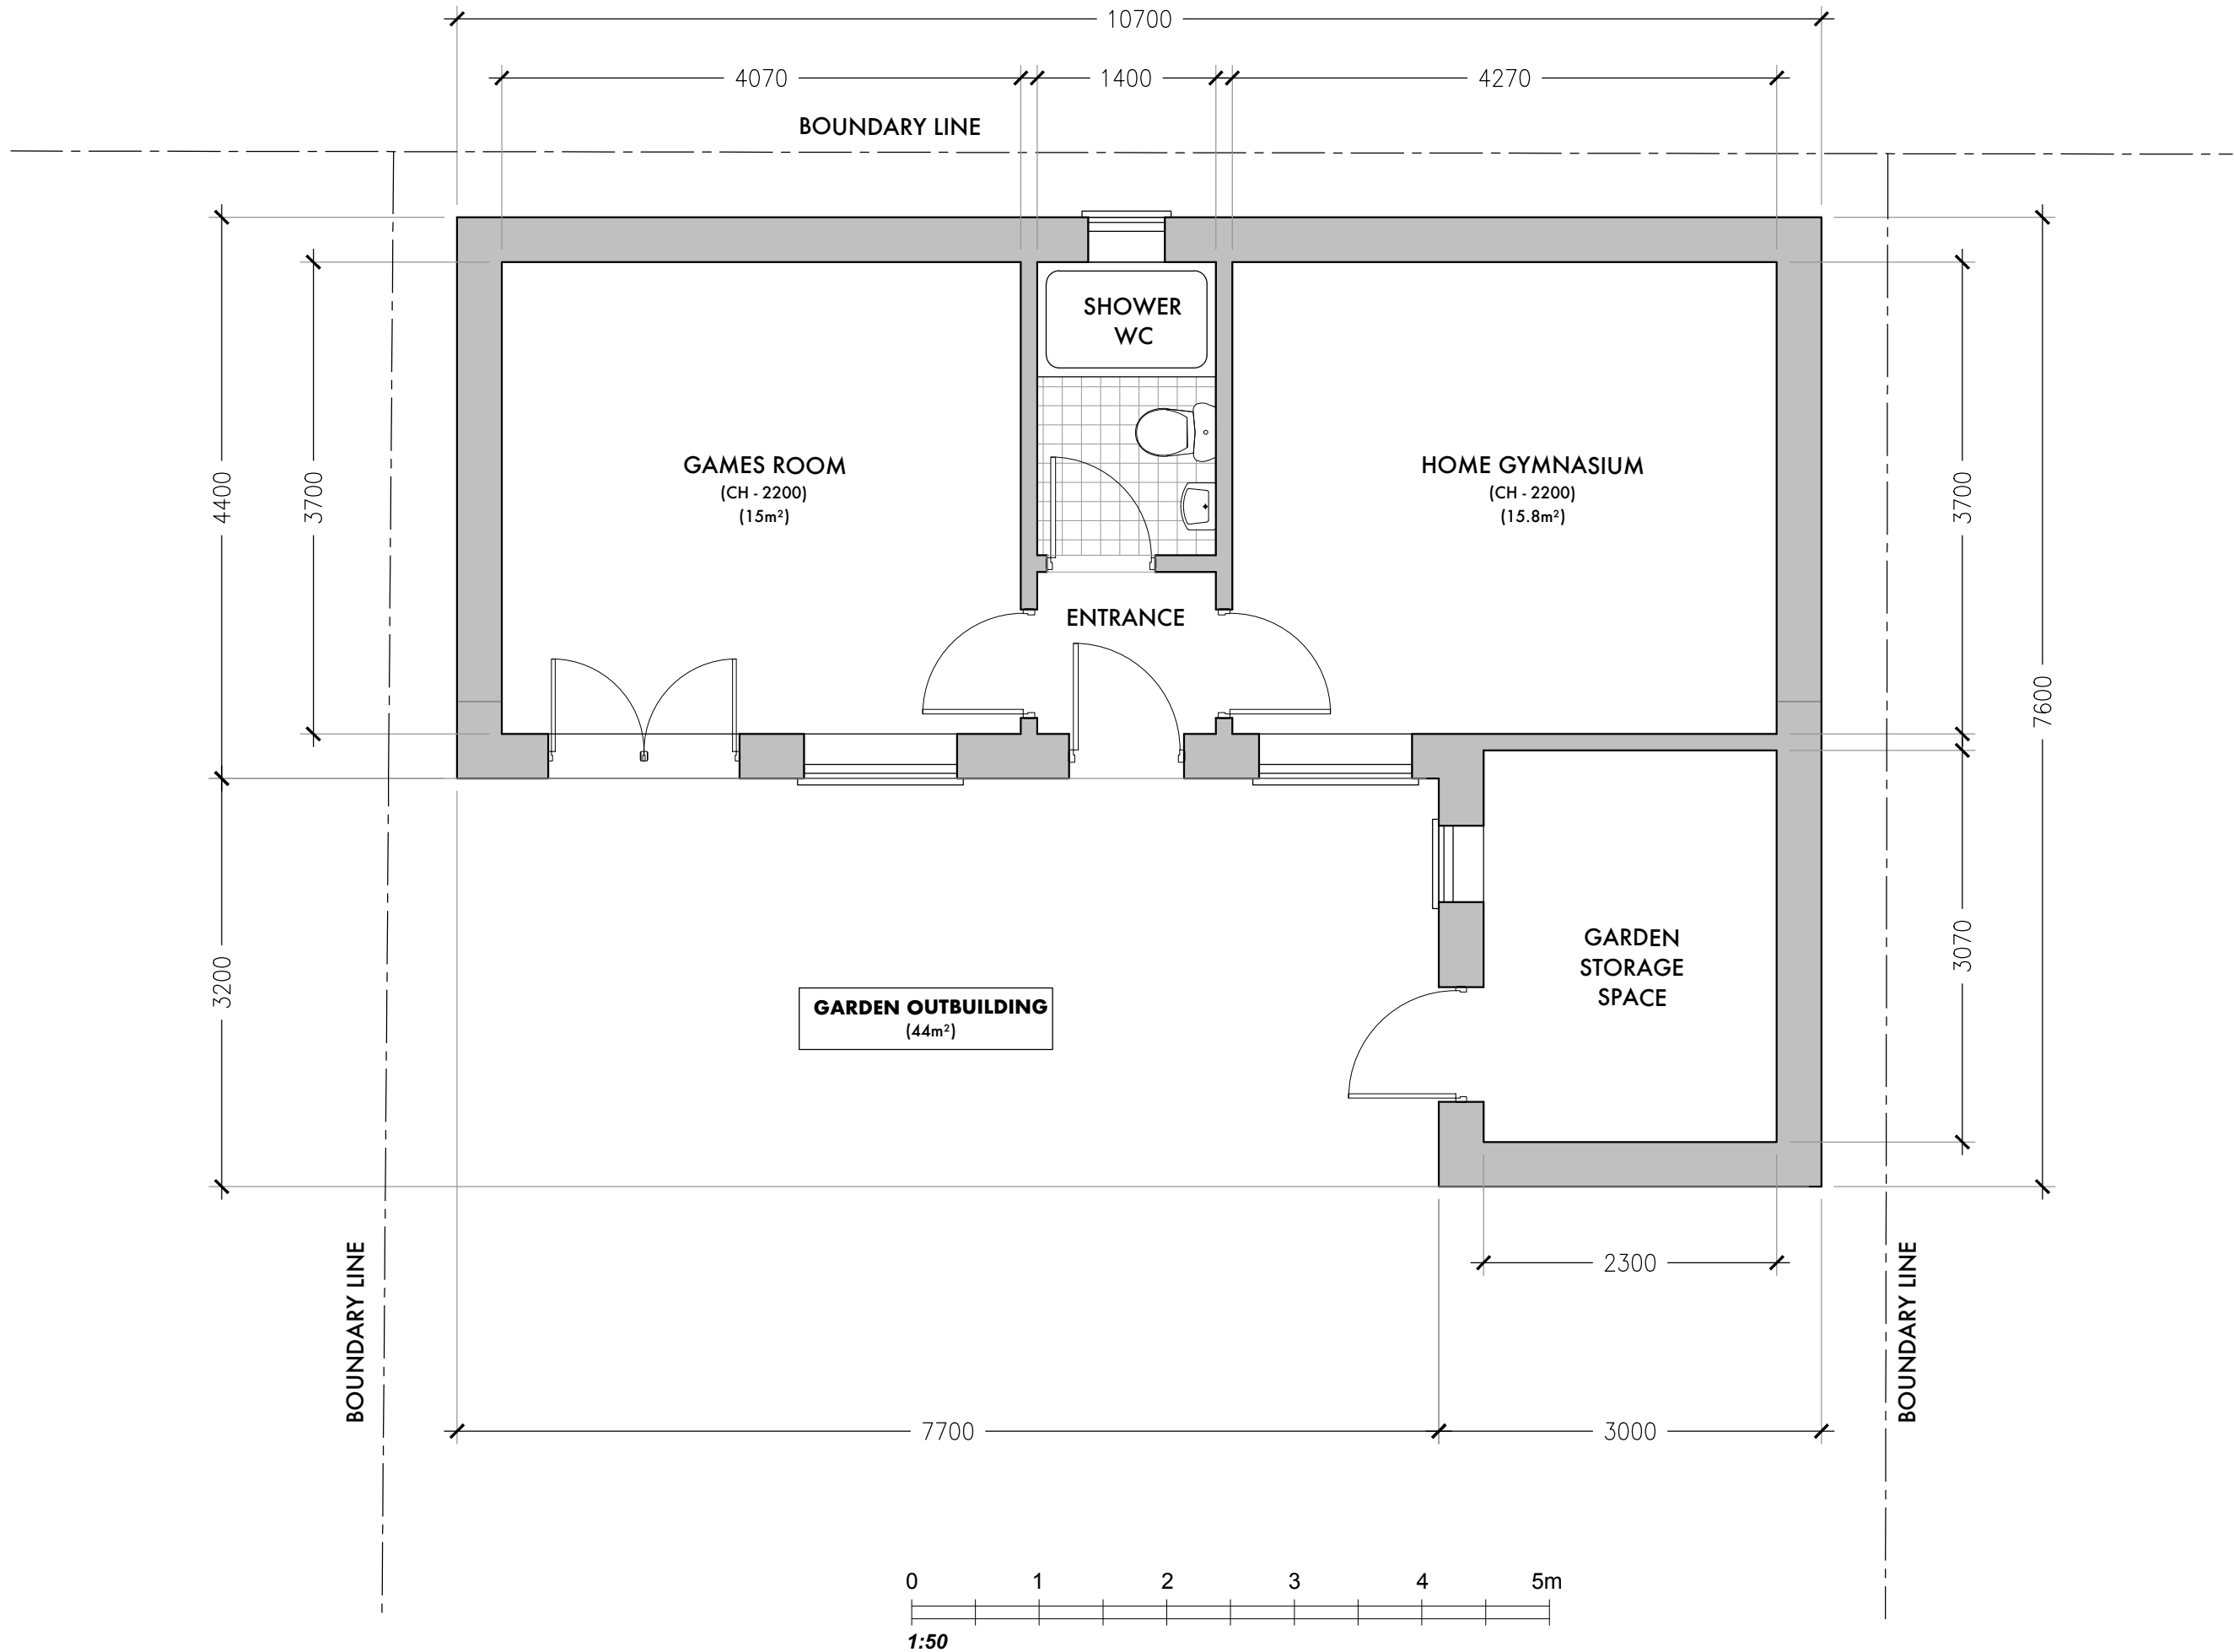 10700
4070
1400
4270
BOUNDARY LINE
SHOWER
WC
4400
3700
GAMES ROOM
(CH - 2200)
(15m²)
HOME GYMNASIUM
(CH - 2200)
(15.8m²)
3700
7600
ENTRANCE
3200
GARDEN OUTBUILDING
(44m²)
GARDEN
STORAGE
SPACE
3070
BOUNDARY LINE
2300
BOUNDARY LINE
7700
3000
0 1 2 3 4 5m
1:50